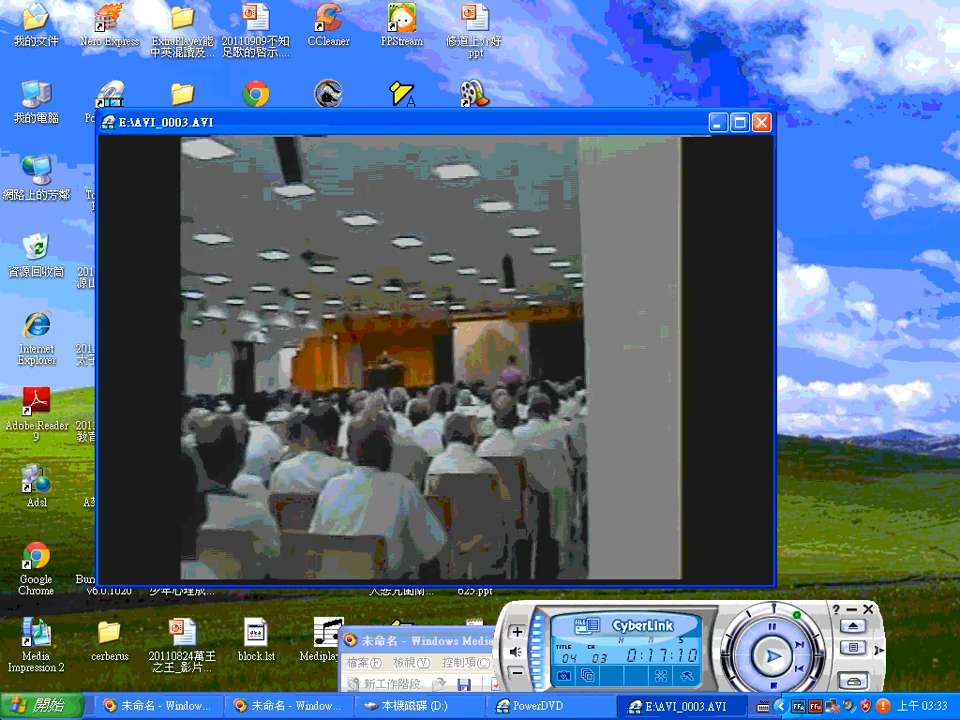 我的文件
Nero Express
ExtraPlayer能
中英混讀及...
20110909不知
足歌的啓示....
CCleaner
PPStream
修道上介好
ppt
我的電腦
E:\AVI_0003.AVI
網路上的芳鄰
資源回收筒
Internet
Explorer
Adobe Reader
9
Adsl
Google
Chrome
v6.0.1020
623.ppt
Media
Impression 2
cerberus
20110824萬王
之王_影片...
block.lst
未命名 - Windows Media
檔案(F)
檢視(V)
控制項(C)
新工作階段
CyberLink
H M S
TITLE
04
CH
03
0:17:10
開始
未命名 - Window...
未命名 - Window...
本機磁碟 (D:)
PowerDVD
E:\AVI_0003.AVI
上午 03:33